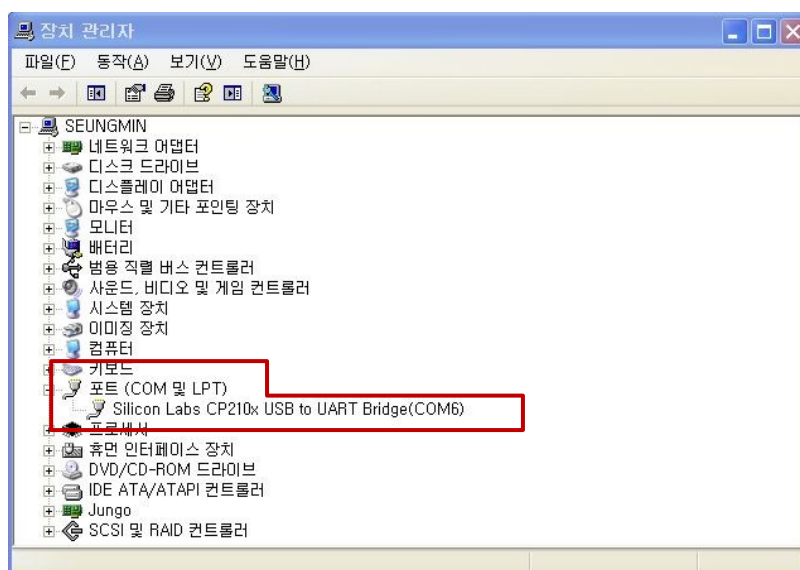 장치 관리자
파일(F) 동작(A) 보기(V) 도움말(H)
SEUNGMIN
네트워크 어댑터
디스크 드라이브
디스플레이 어댑터
마우스 및 기타 포인팅 장치
모니터
배터리
범용 직렬 버스 컨트롤러
사운드, 비디오 및 게임 컨트롤러
시스템 장치
이미징 장치
컴퓨터
키보드
포트 (COM 및 LPT)
Silicon Labs CP210x USB to UART Bridge(COM6)
프로세서
휴먼 인터페이스 장치
DVD/CD-ROM 드라이브
IDE ATA/ATAPI 컨트롤러
Jungo
SCSI 및 RAID 컨트롤러